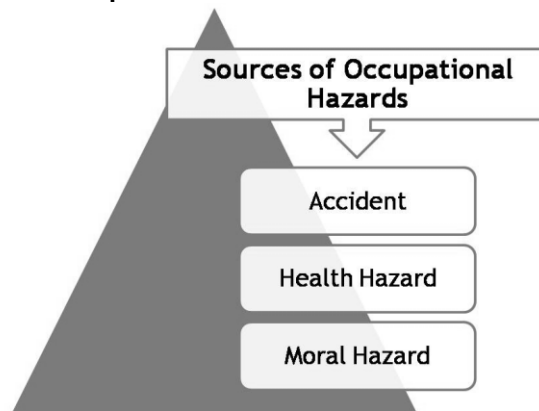 Sources of Occupational
Hazards
Accident
Health Hazard
Moral Hazard